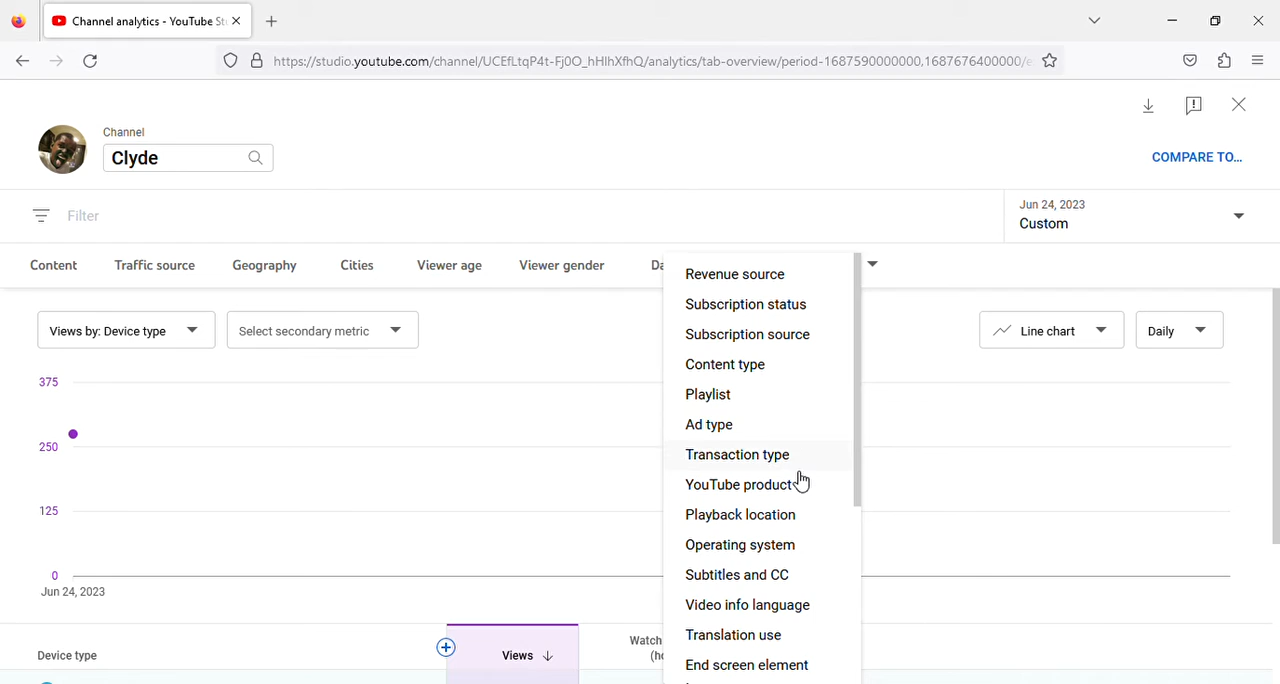 Channel analytics - YouTube St
https://studio.youtube.com/channel/UCEfLtqP4t-Fj0O_hHlhXfhQ/analytics/tab-overview/period-1687590000000,1687676400000/e
Channel
Clyde
COMPARE TO...
Filter
Jun 24, 2023
Custom
Content Traffic source Geography Cities Viewer age Viewer gender Da
Revenue source
Subscription status
Subscription source
Content type
Playlist
Ad type
Transaction type
YouTube product
Playback location
Operating system
Subtitles and CC
Video info language
Translation use
End screen element
Views by: Device type Select secondary metric Line chart Daily
375
250
125
0
Jun 24, 2023
Device type Views Watch
(ho